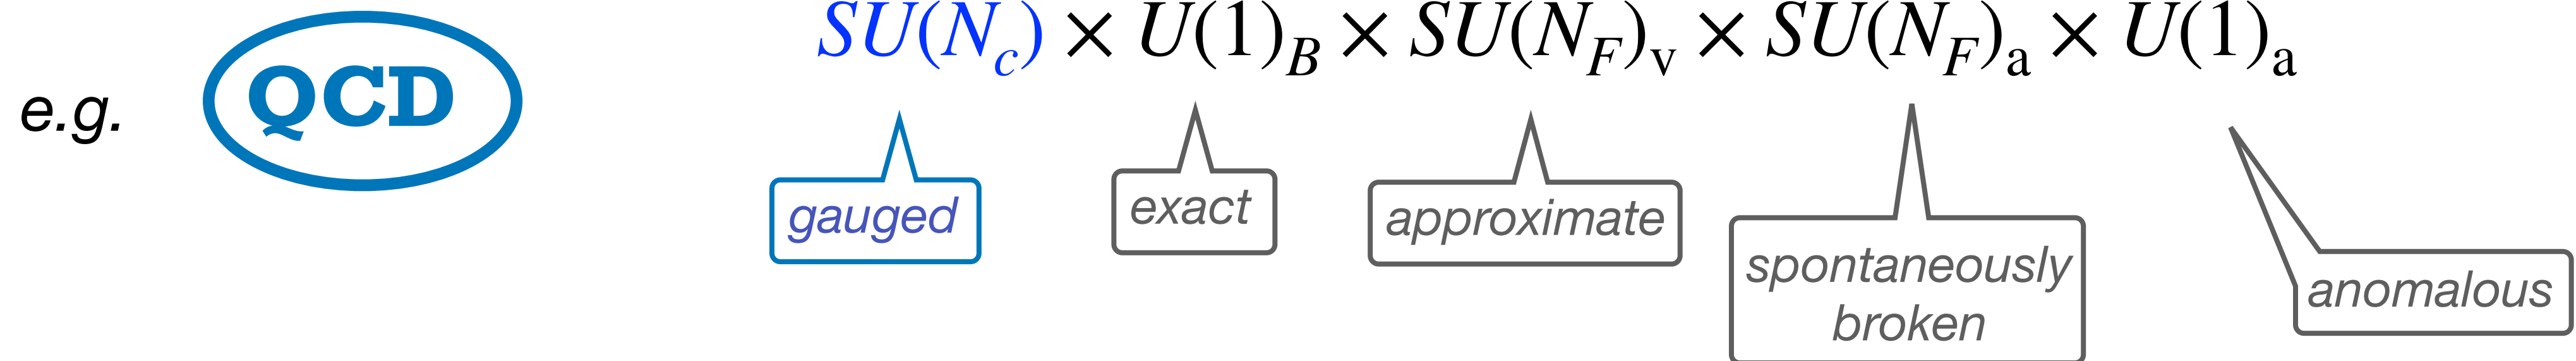 e.g. QCD SU(N_c) × U(1)_B × SU(N_F)_v × SU(N_F)_a × U(1)_a
gauged
exact
approximate
spontaneously
broken
anomalous